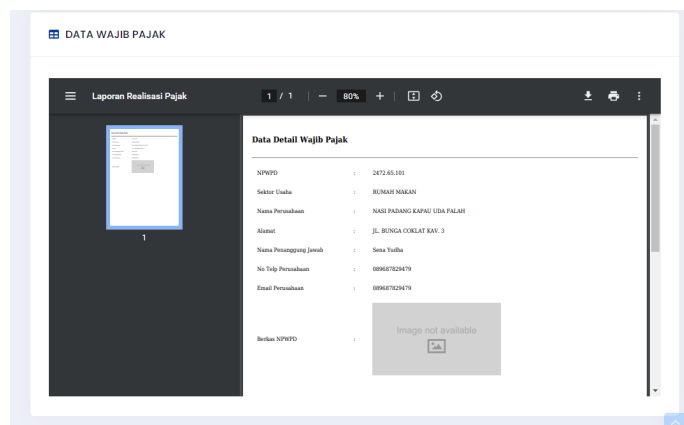 DATA WAJIB PAJAK
Laporan Realisasi Pajak
1 / 1
80%
1
Data Detail Wajib Pajak
NPWPD : 2472.65.101
Sektor Usaha : RUMAH MAKAN
Nama Perusahaan : NASI PADANG KAPAU UDA FALAH
Alamat : JL. BUNGA COKLAT KAV. 3
Nama Penanggung Jawab : Sena Yudha
No Telp Perusahaan : 089687829479
Email Perusahaan : 089687829479
Image not available
Berkas NPWPD :